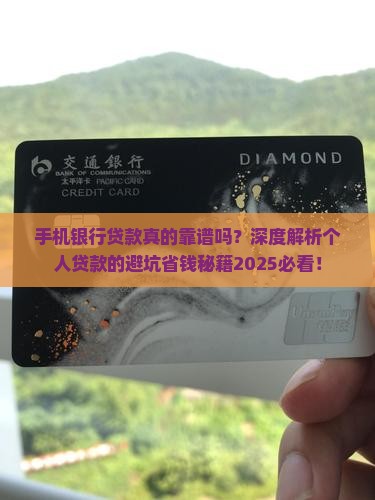 交通銀行 DIAMOND
BANK OF COMMUNICATIONS
太平洋卡 PACIFIC CARD
CREDIT CARD
手机银行贷款真的靠谱吗？深度解析个
人贷款的避坑省钱秘籍2025必看！
UnionPay